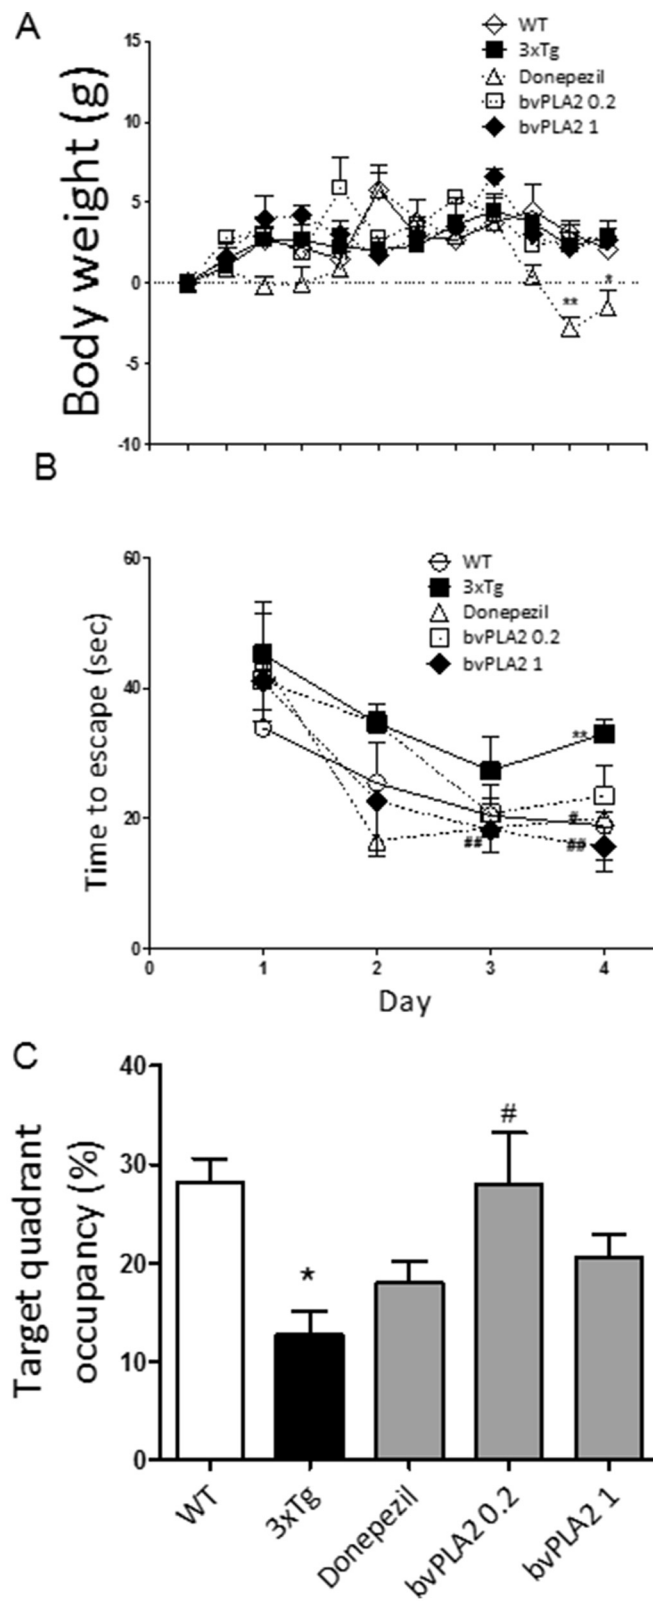 A
15
10
5
0
-5
-10
Body weight (g)
WT
3xTg
Donepezil
bvPLA2 0.2
bvPLA2 1
**
*
B
60
40
20
0
Time to escape (sec)
WT
3xTg
Donepezil
bvPLA2 0.2
bvPLA2 1
**
#
##
##
0 1 2 3 4
Day
C
40
30
20
10
0
Target quadrant
occupancy (%)
*
#
WT
3xTg
Donepezil
bvPLA2 0.2
bvPLA2 1